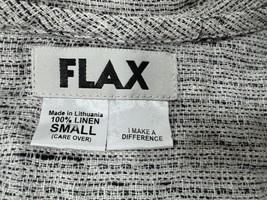 FLAX
Made in Lithuania
100% LINEN
SMALL
(CARE OVER)
I MAKE A
DIFFERENCE